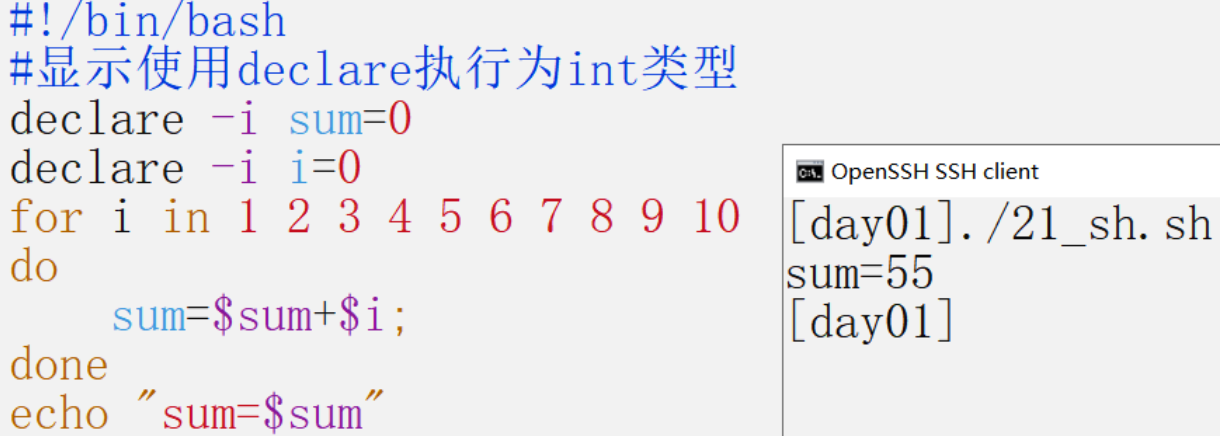 #!/bin/bash
#显示使用declare执行为int类型
declare -i sum=0
declare -i i=0
for i in 1 2 3 4 5 6 7 8 9 10
do
    sum=$sum+$i;
done
echo "sum=$sum"
OpenSSH SSH client
[day01]./21_sh.sh
sum=55
[day01]